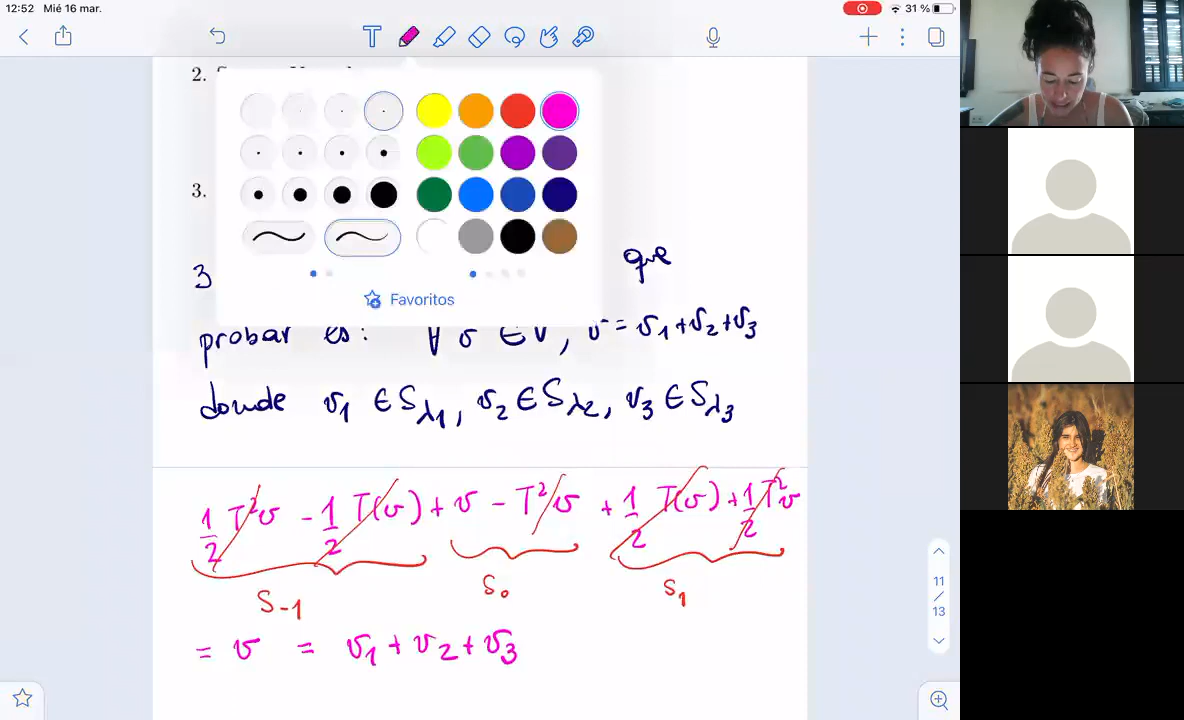 12:52 Mié 16 mar.
31 %
2.
3.
3
que
Favoritos
probar es: ∀ v ∈ V, v = v₁+v₂+v₃
donde v₁ ∈ S_λ₁, v₂ ∈ S_λ₂, v₃ ∈ S_λ₃
1/2 T²v - 1/2 T(v) + v - T²v + 1/2 T(v) + 1/2 T²v
S₋₁ S₀ S₁
= v = v₁ + v₂ + v₃
11
/
13